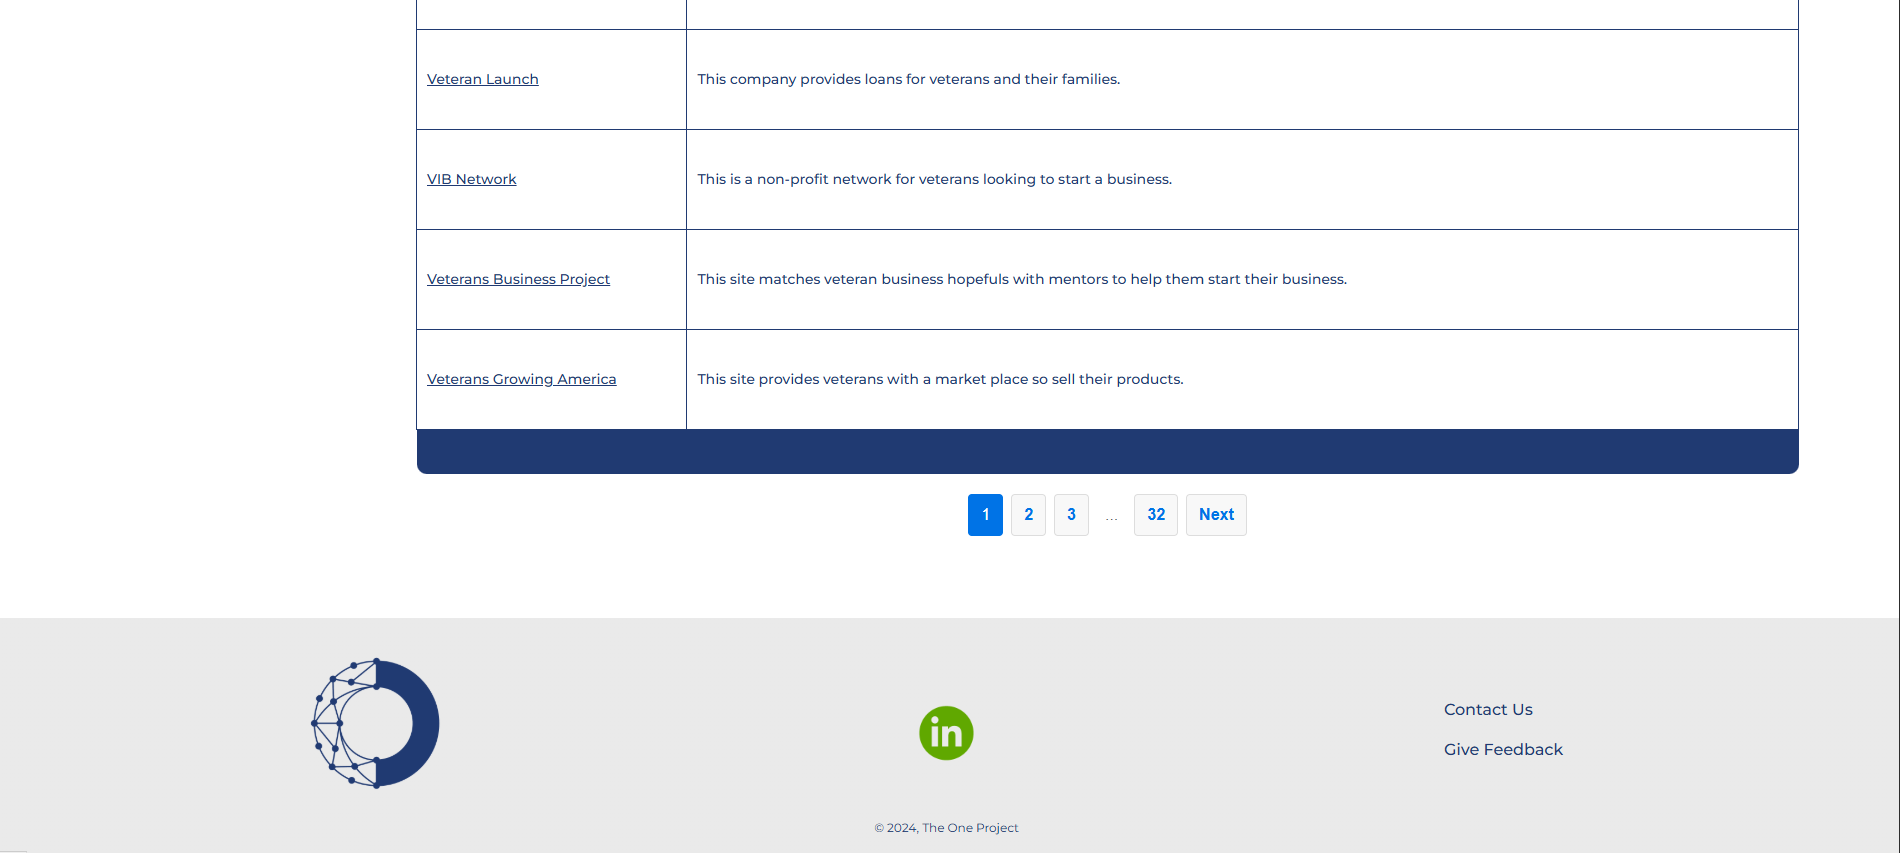 Veteran Launch This company provides loans for veterans and their families.
VIB Network This is a non-profit network for veterans looking to start a business.
Veterans Business Project This site matches veteran business hopefuls with mentors to help them start their business.
Veterans Growing America This site provides veterans with a market place so sell their products.
1 2 3 ... 32 Next
in
Contact Us
Give Feedback
© 2024, The One Project